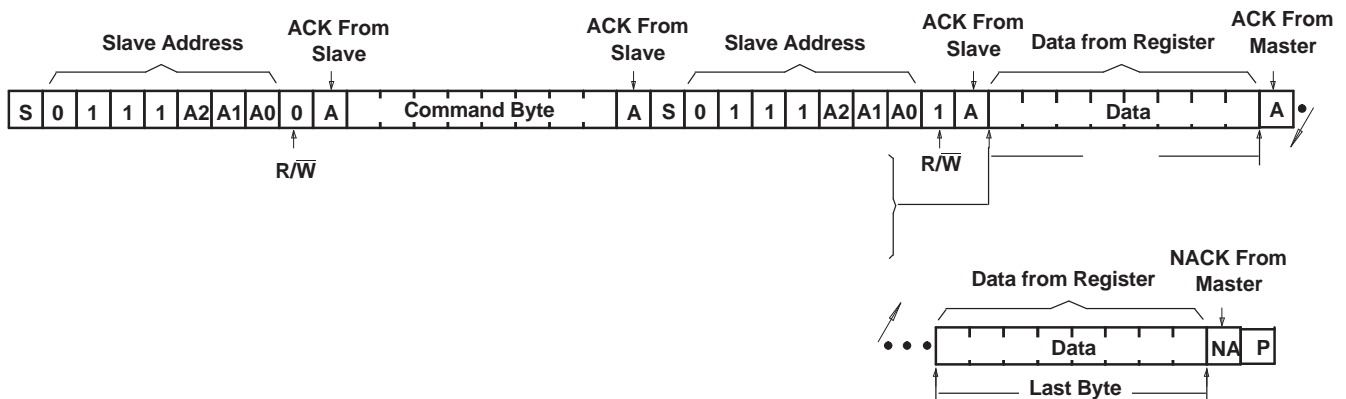 ACK From Slave
ACK From Slave
ACK From Slave
ACK From Master
Slave Address
Slave Address
Data from Register
S 0 1 1 1 A2 A1 A0 0 A Command Byte A S 0 1 1 1 A2 A1 A0 1 A Data A
R/W̅
R/W̅
NACK From Master
Data from Register
Data NA P
Last Byte